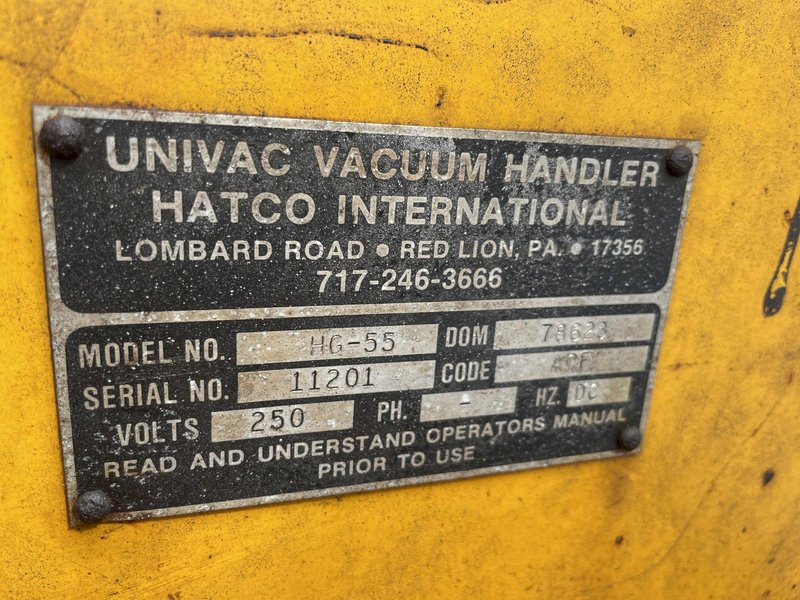 UNIVAC VACUUM HANDLER
HATCO INTERNATIONAL
LOMBARD ROAD • RED LION, PA. • 17356
717-246-3666
MODEL NO. HG-55 DOM 78623
SERIAL NO. 11201 CODE
VOLTS 250 PH. - HZ. DC
READ AND UNDERSTAND OPERATORS MANUAL
PRIOR TO USE